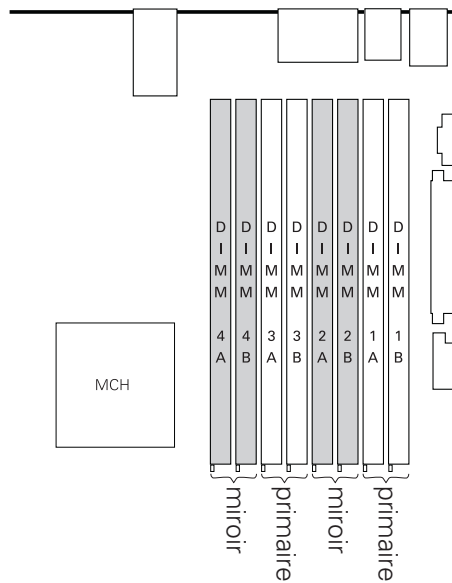 DIMM 4A
DIMM 4B
DIMM 3A
DIMM 3B
DIMM 2A
DIMM 2B
DIMM 1A
DIMM 1B
MCH
miroir
primaire
miroir
primaire